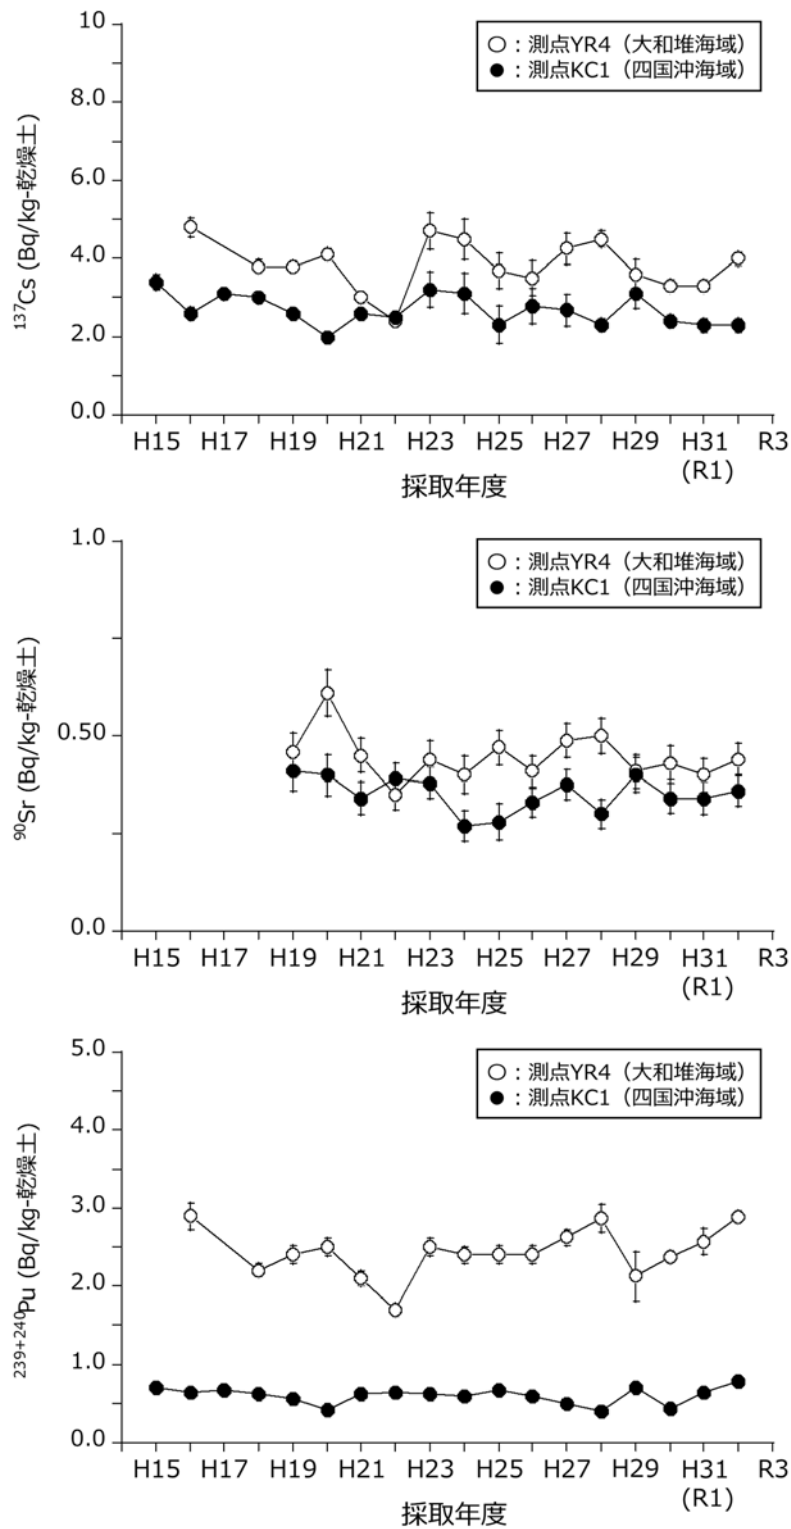 10
8.0
6.0
4.0
2.0
0.0
¹³⁷Cs (Bq/kg-乾燥土)
○：測点YR4（大和堆海域）
●：測点KC1（四国沖海域）
H15 H17 H19 H21 H23 H25 H27 H29 H31 R3
(R1)
採取年度
1.0
0.50
0.0
⁹⁰Sr (Bq/kg-乾燥土)
○：測点YR4（大和堆海域）
●：測点KC1（四国沖海域）
H15 H17 H19 H21 H23 H25 H27 H29 H31 R3
(R1)
採取年度
5.0
4.0
3.0
2.0
1.0
0.0
²³⁹⁺²⁴⁰Pu (Bq/kg-乾燥土)
○：測点YR4（大和堆海域）
●：測点KC1（四国沖海域）
H15 H17 H19 H21 H23 H25 H27 H29 H31 R3
(R1)
採取年度